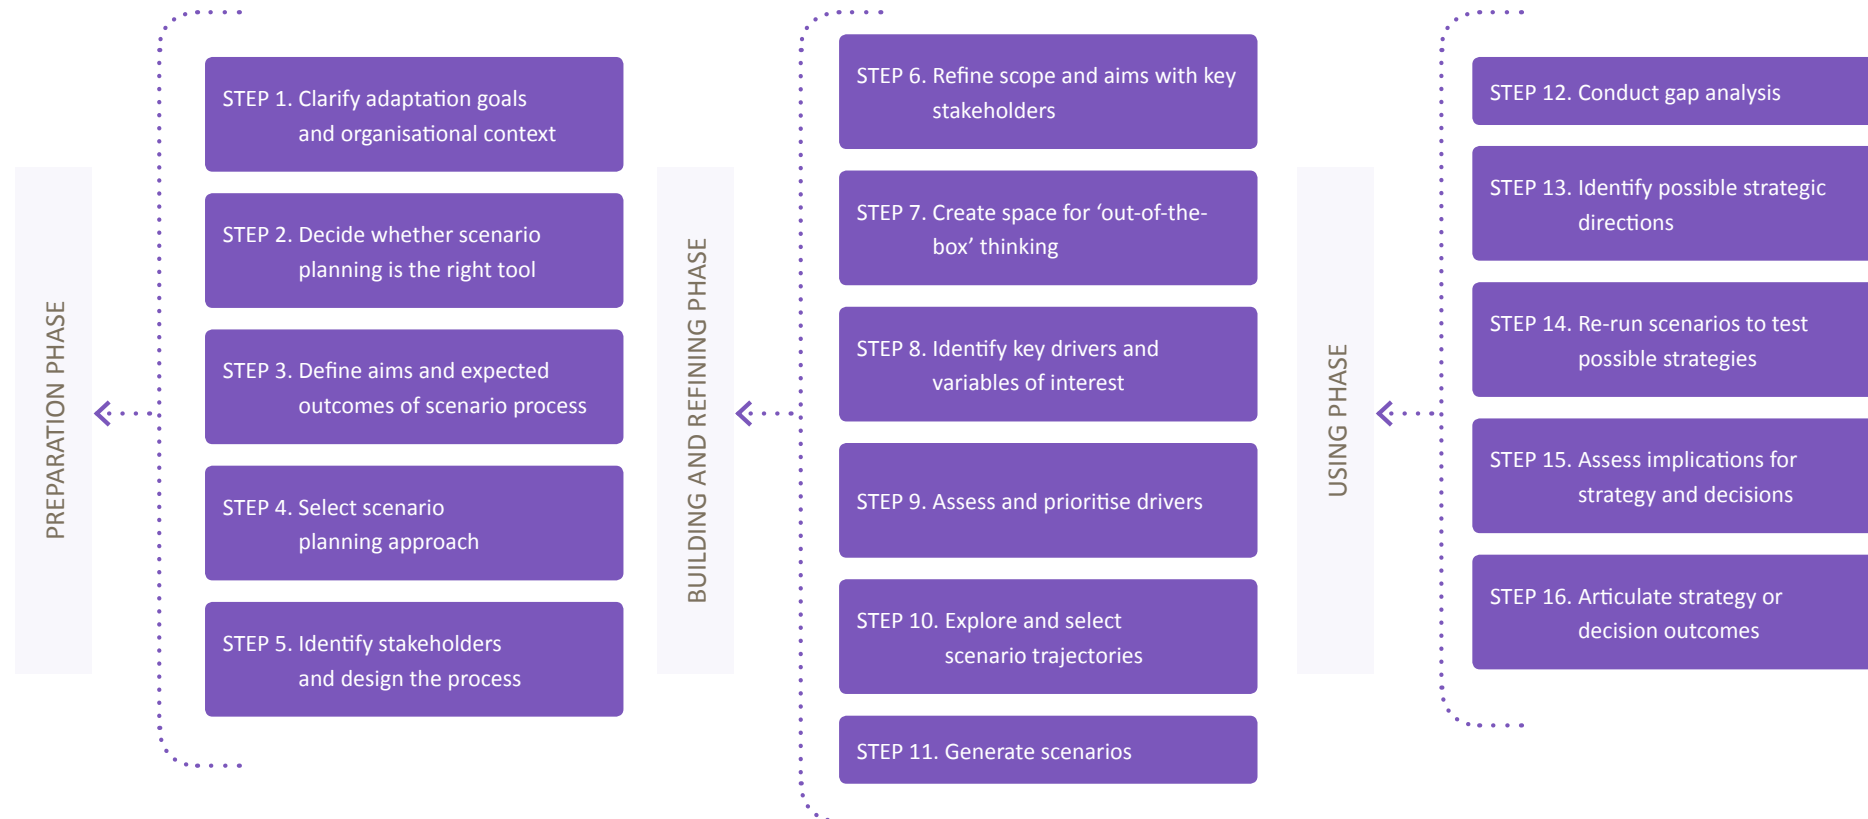 PREPARATION PHASE
STEP 1. Clarify adaptation goals
and organisational context
STEP 2. Decide whether scenario
planning is the right tool
STEP 3. Define aims and expected
outcomes of scenario process
STEP 4. Select scenario
planning approach
STEP 5. Identify stakeholders
and design the process
BUILDING AND REFINING PHASE
STEP 6. Refine scope and aims with key
stakeholders
STEP 7. Create space for ‘out-of-the-
box’ thinking
STEP 8. Identify key drivers and
variables of interest
STEP 9. Assess and prioritise drivers
STEP 10. Explore and select
scenario trajectories
STEP 11. Generate scenarios
USING PHASE
STEP 12. Conduct gap analysis
STEP 13. Identify possible strategic
directions
STEP 14. Re-run scenarios to test
possible strategies
STEP 15. Assess implications for
strategy and decisions
STEP 16. Articulate strategy or
decision outcomes